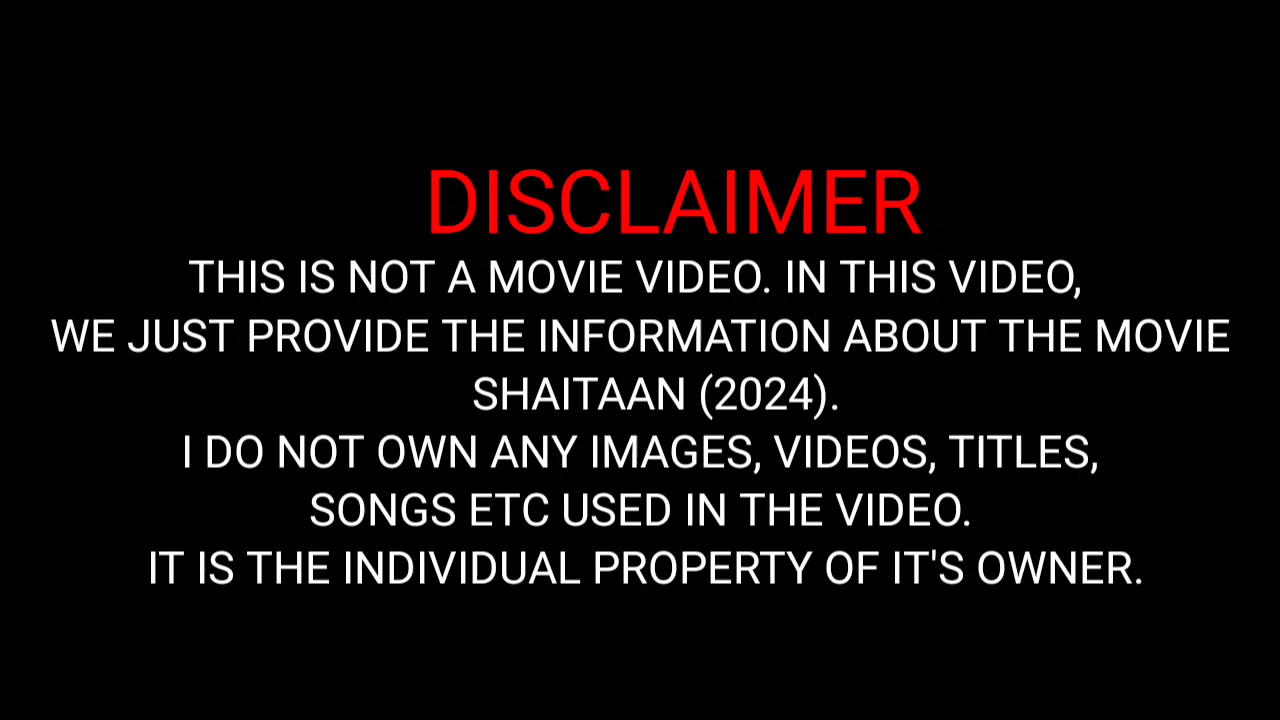 DISCLAIMER
THIS IS NOT A MOVIE VIDEO. IN THIS VIDEO,
WE JUST PROVIDE THE INFORMATION ABOUT THE MOVIE
SHAITAAN (2024).
I DO NOT OWN ANY IMAGES, VIDEOS, TITLES,
SONGS ETC USED IN THE VIDEO.
IT IS THE INDIVIDUAL PROPERTY OF IT'S OWNER.